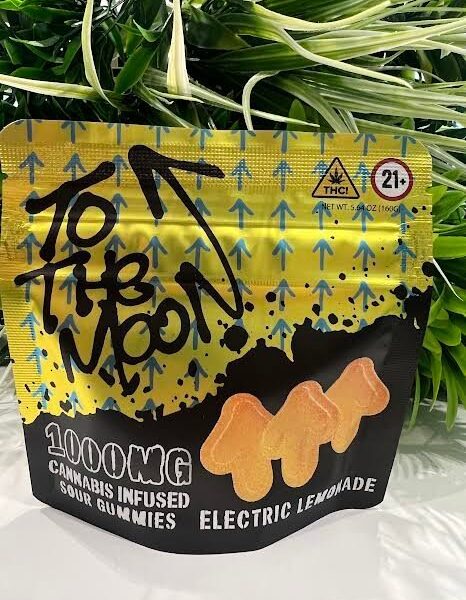 TO
THE
MOON
THC!
21+
NET WT. 5.64 OZ (160G)
1000MG
CANNABIS INFUSED
SOUR GUMMIES
ELECTRIC LEMONADE